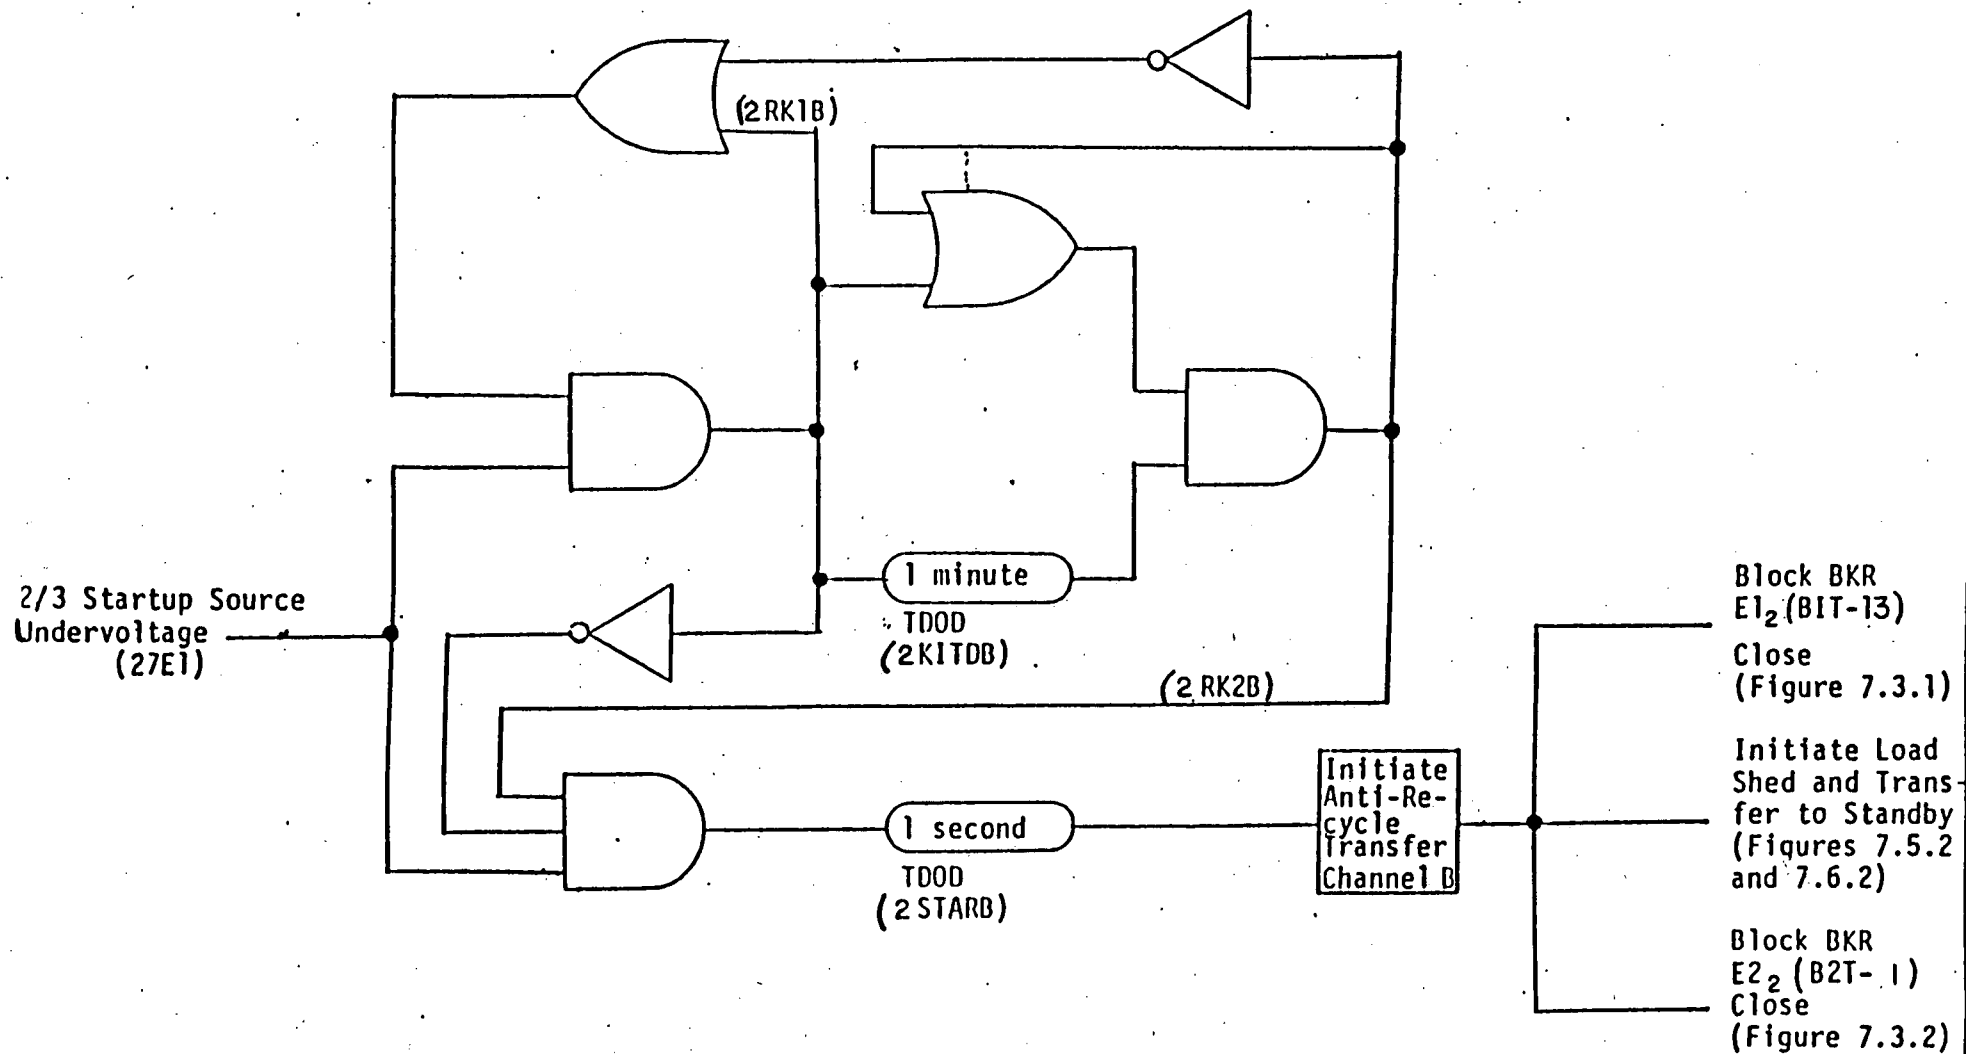 (2RK1B)
2/3 Startup Source
Undervoltage
(27E1)
1 minute
TDOD
(2KITDB)
(2RK2B)
1 second
TDOD
(2STARB)
Initiate
Anti-Re-
cycle
Transfer
Channel B
Block BKR
E1₂(BIT-13)
Close
(Figure 7.3.1)
Initiate Load
Shed and Trans-
fer to Standby
(Figures 7.5.2
and 7.6.2)
Block BKR
E2₂(B2T-1)
Close
(Figure 7.3.2)